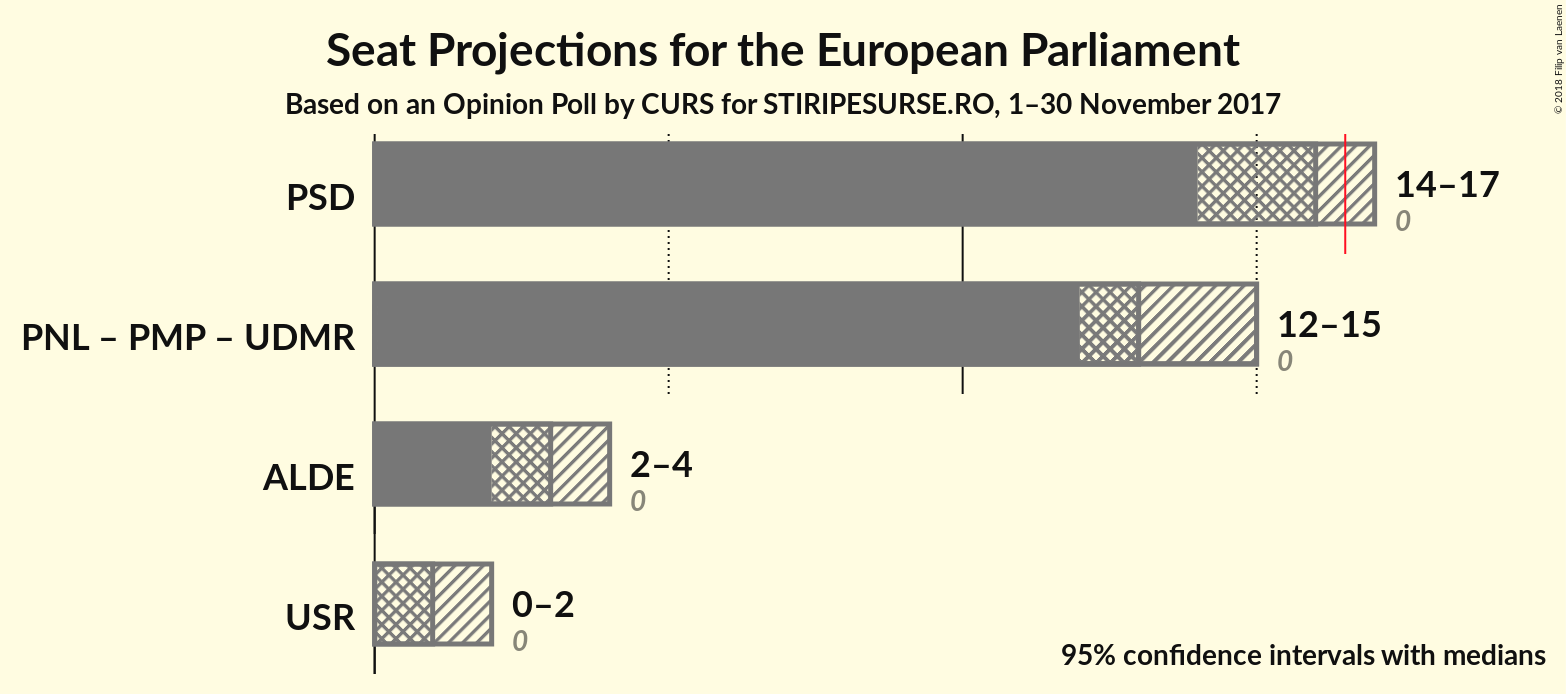 Seat Projections for the European Parliament
Based on an Opinion Poll by CURS for STIRIPESURSE.RO, 1–30 November 2017
© 2018 Filip van Laenen
PSD
14–17
0
PNL – PMP – UDMR
12–15
0
ALDE
2–4
0
USR
0–2
0
95% confidence intervals with medians